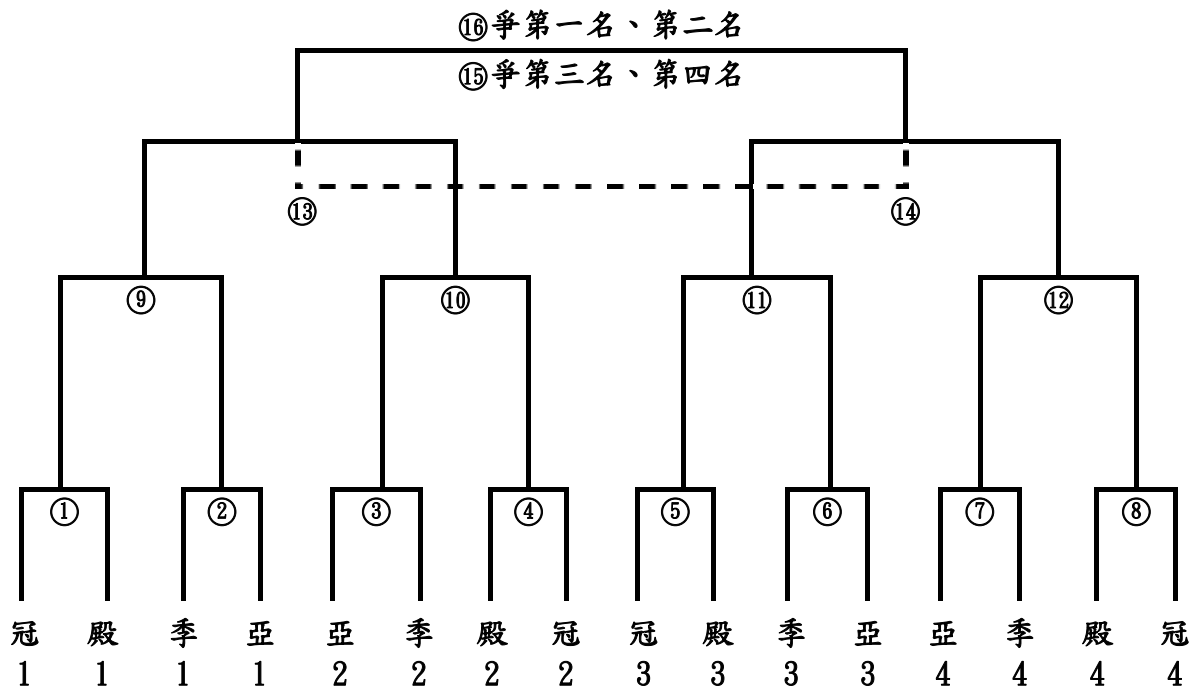 ⑯爭第一名、第二名
⑮爭第三名、第四名
⑬ ⑭
⑨ ⑩ ⑪ ⑫
① ② ③ ④ ⑤ ⑥ ⑦ ⑧
冠 殿 季 亞 亞 季 殿 冠 冠 殿 季 亞 亞 季 殿 冠
1 1 1 1 2 2 2 2 3 3 3 3 4 4 4 4